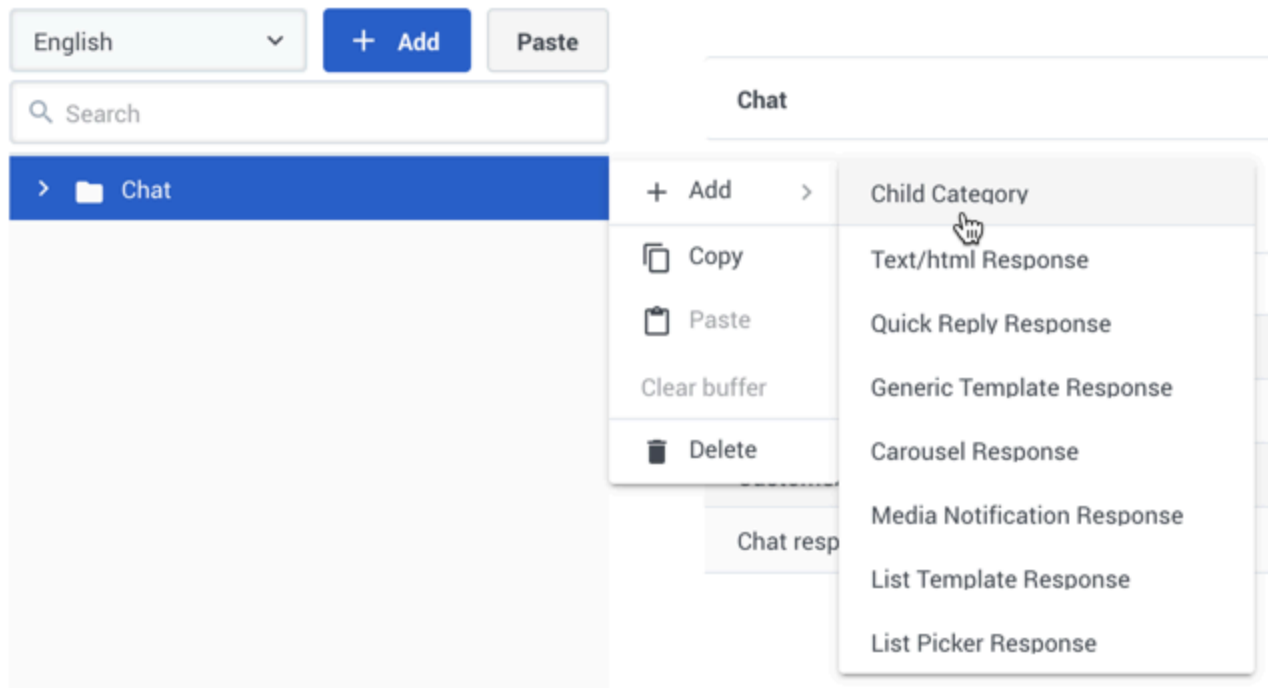 English
+ Add
Paste
Search
Chat
Chat
+ Add
Copy
Paste
Clear buffer
Delete
Child Category
Text/html Response
Quick Reply Response
Generic Template Response
Carousel Response
Media Notification Response
List Template Response
List Picker Response
Chat resp